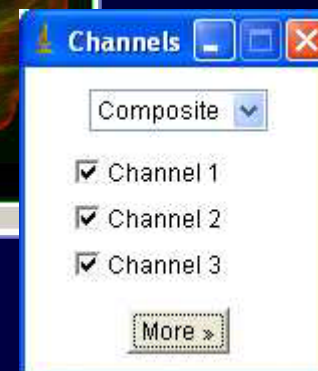 Channels
Composite
Channel 1
Channel 2
Channel 3
More »